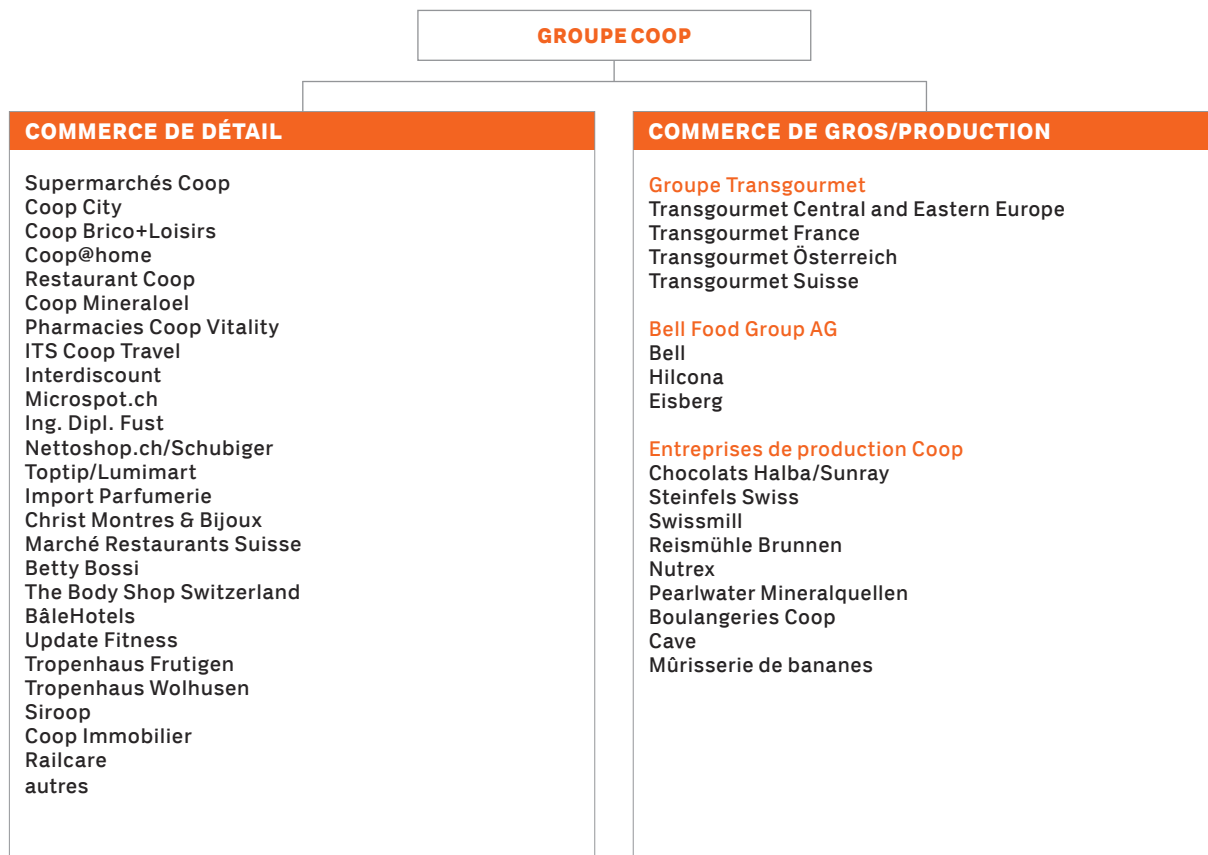 GROUPE COOP
COMMERCE DE DÉTAIL
Supermarchés Coop
Coop City
Coop Brico+Loisirs
Coop@home
Restaurant Coop
Coop Mineraloel
Pharmacies Coop Vitality
ITS Coop Travel
Interdiscount
Microspot.ch
Ing. Dipl. Fust
Nettoshop.ch/Schubiger
Toptip/Lumimart
Import Parfumerie
Christ Montres & Bijoux
Marché Restaurants Suisse
Betty Bossi
The Body Shop Switzerland
BâleHotels
Update Fitness
Tropenhaus Frutigen
Tropenhaus Wolhusen
Siroop
Coop Immobilier
Railcare
autres
COMMERCE DE GROS/PRODUCTION
Groupe Transgourmet
Transgourmet Central and Eastern Europe
Transgourmet France
Transgourmet Österreich
Transgourmet Suisse
Bell Food Group AG
Bell
Hilcona
Eisberg
Entreprises de production Coop
Chocolats Halba/Sunray
Steinfels Swiss
Swissmill
Reismühle Brunnen
Nutrex
Pearlwater Mineralquellen
Boulangeries Coop
Cave
Mûrisserie de bananes